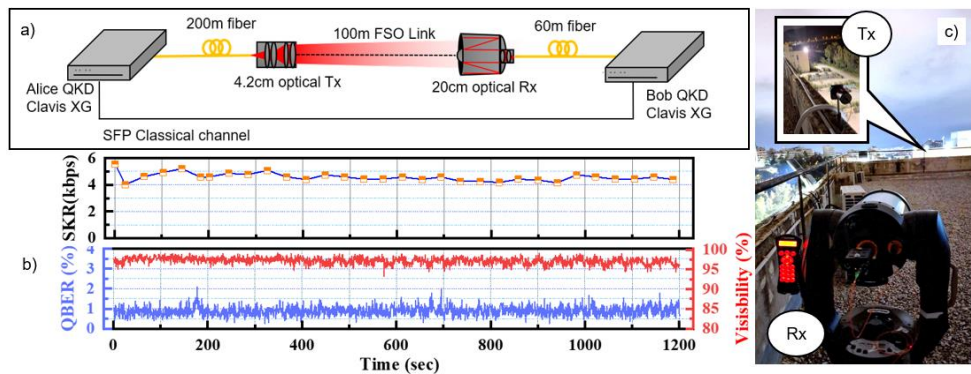 a)
200m fiber
100m FSO Link
60m fiber
Alice QKD
Clavis XG
4.2cm optical Tx
20cm optical Rx
Bob QKD
Clavis XG
SFP Classical channel
SKR(kbps)
6
4
2
0
b)
QBER (%)
4
3
2
1
0
100
95
90
85
80
Visisbility (%)
0
200
400
600
800
1000
1200
Time (sec)
c)
Tx
Rx